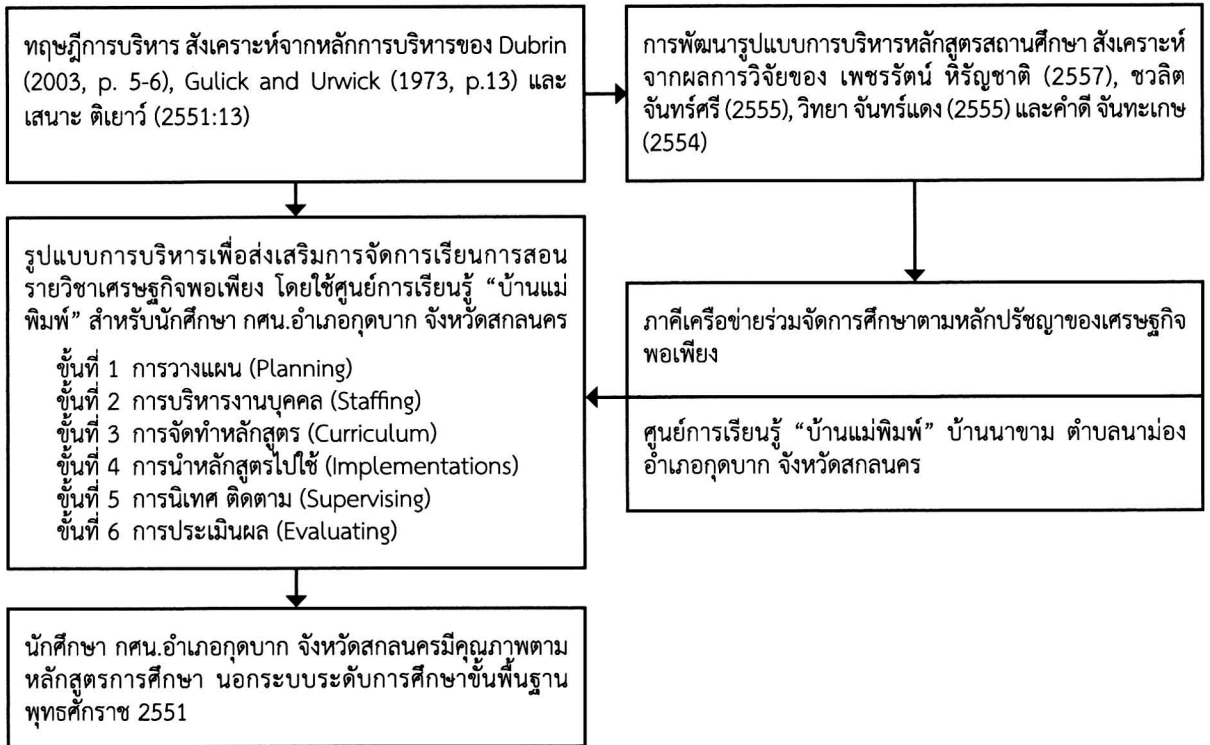 ทฤษฎีการบริหาร สังเคราะห์จากหลักการบริหารของ Dubrin
(2003, p. 5-6), Gulick and Urwick (1973, p.13) และ
เสนาะ ติเยาว์ (2551:13)
การพัฒนารูปแบบการบริหารหลักสูตรสถานศึกษา สังเคราะห์
จากผลการวิจัยของ เพชรรัตน์ หิรัญชาติ (2557), ชวลิต
จันทร์ศรี (2555), วิทยา จันทร์แดง (2555) และคำดี จันทะเกษ
(2554)
รูปแบบการบริหารเพื่อส่งเสริมการจัดการเรียนการสอน
รายวิชาเศรษฐกิจพอเพียง โดยใช้ศูนย์การเรียนรู้ “บ้านแม่
พิมพ์” สำหรับนักศึกษา กศน.อำเภอกุดบาก จังหวัดสกลนคร
ขั้นที่ 1 การวางแผน (Planning)
ขั้นที่ 2 การบริหารงานบุคคล (Staffing)
ขั้นที่ 3 การจัดทำหลักสูตร (Curriculum)
ขั้นที่ 4 การนำหลักสูตรไปใช้ (Implementations)
ขั้นที่ 5 การนิเทศ ติดตาม (Supervising)
ขั้นที่ 6 การประเมินผล (Evaluating)
ภาคีเครือข่ายร่วมจัดการศึกษาตามหลักปรัชญาของเศรษฐกิจ
พอเพียง
ศูนย์การเรียนรู้ “บ้านแม่พิมพ์” บ้านนาขาม ตำบลนาม่อง
อำเภอกุดบาก จังหวัดสกลนคร
นักศึกษา กศน.อำเภอกุดบาก จังหวัดสกลนครมีคุณภาพตาม
หลักสูตรการศึกษา นอกระบบระดับการศึกษาขั้นพื้นฐาน
พุทธศักราช 2551